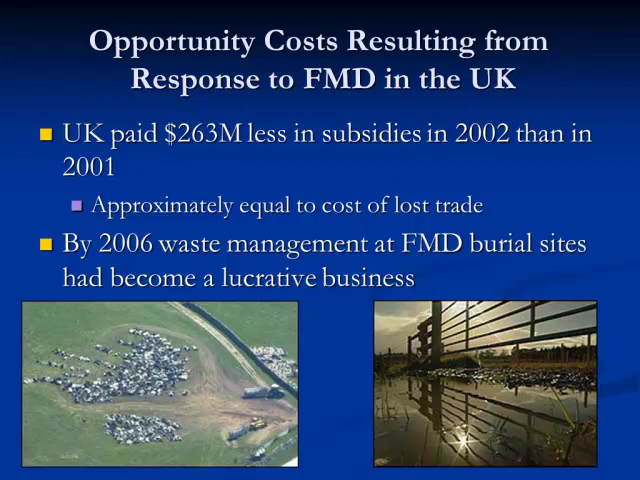 Opportunity Costs Resulting from
Response to FMD in the UK
UK paid $263M less in subsidies in 2002 than in
2001
Approximately equal to cost of lost trade
By 2006 waste management at FMD burial sites
had become a lucrative business